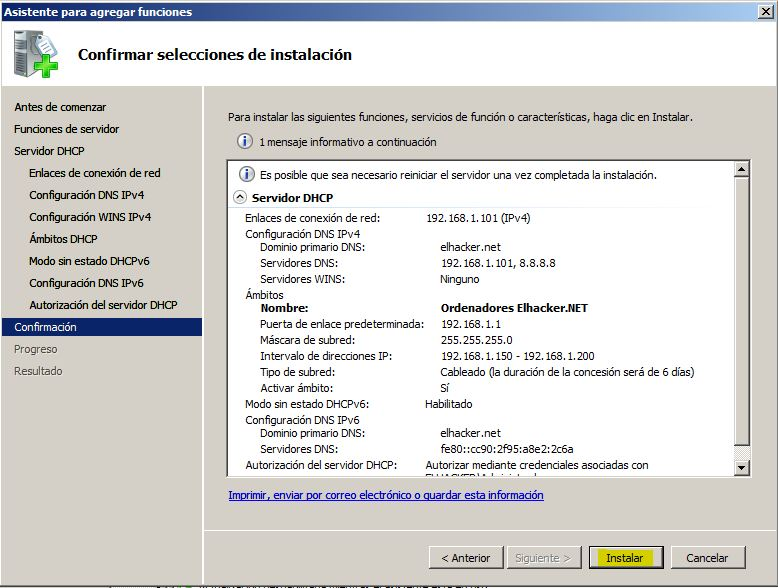 Asistente para agregar funciones
Confirmar selecciones de instalación
Antes de comenzar
Funciones de servidor
Servidor DHCP
Enlaces de conexión de red
Configuración DNS IPv4
Configuración WINS IPv4
Ámbitos DHCP
Modo sin estado DHCPv6
Configuración DNS IPv6
Autorización del servidor DHCP
Confirmación
Progreso
Resultado
Para instalar las siguientes funciones, servicios de función o características, haga clic en Instalar.
1 mensaje informativo a continuación
Es posible que sea necesario reiniciar el servidor una vez completada la instalación.
Servidor DHCP
Enlaces de conexión de red: 192.168.1.101 (IPv4)
Configuración DNS IPv4
Dominio primario DNS: elhacker.net
Servidores DNS: 192.168.1.101, 8.8.8.8
Servidores WINS: Ninguno
Ámbitos
Nombre: Ordenadores Elhacker.NET
Puerta de enlace predeterminada: 192.168.1.1
Máscara de subred: 255.255.255.0
Intervalo de direcciones IP: 192.168.1.150 - 192.168.1.200
Tipo de subred: Cableado (la duración de la concesión será de 6 días)
Activar ámbito: Sí
Modo sin estado DHCPv6: Habilitado
Configuración DNS IPv6
Dominio primario DNS: elhacker.net
Servidores DNS: fe80::cc90:2f95:a8e2:2c6a
Autorización del servidor DHCP: Autorizar mediante credenciales asociadas con
Imprimir, enviar por correo electrónico o guardar esta información
< Anterior
Siguiente >
Instalar
Cancelar